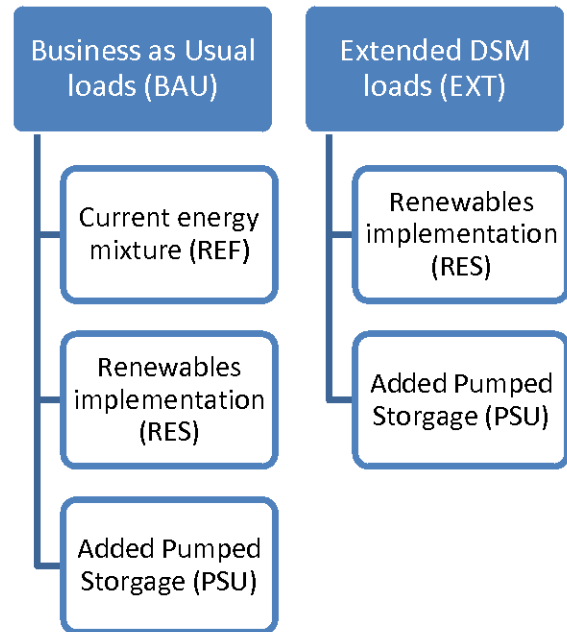 Business as Usual
loads (BAU)
Current energy
mixture (REF)
Renewables
implementation
(RES)
Added Pumped
Storgage (PSU)
Extended DSM
loads (EXT)
Renewables
implementation
(RES)
Added Pumped
Storgage (PSU)